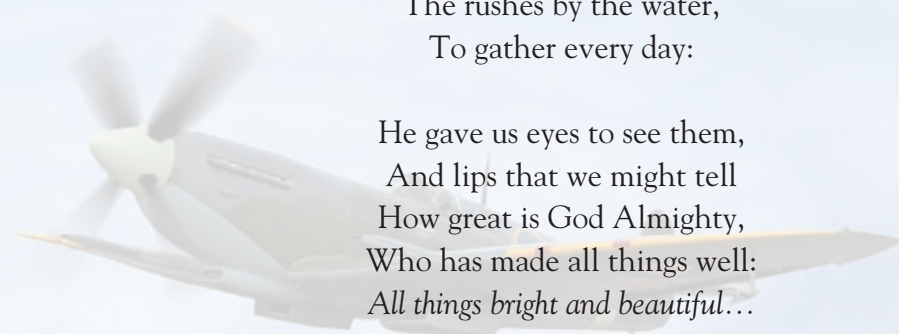 The rushes by the water,
To gather every day:
He gave us eyes to see them,
And lips that we might tell
How great is God Almighty,
Who has made all things well:
All things bright and beautiful…